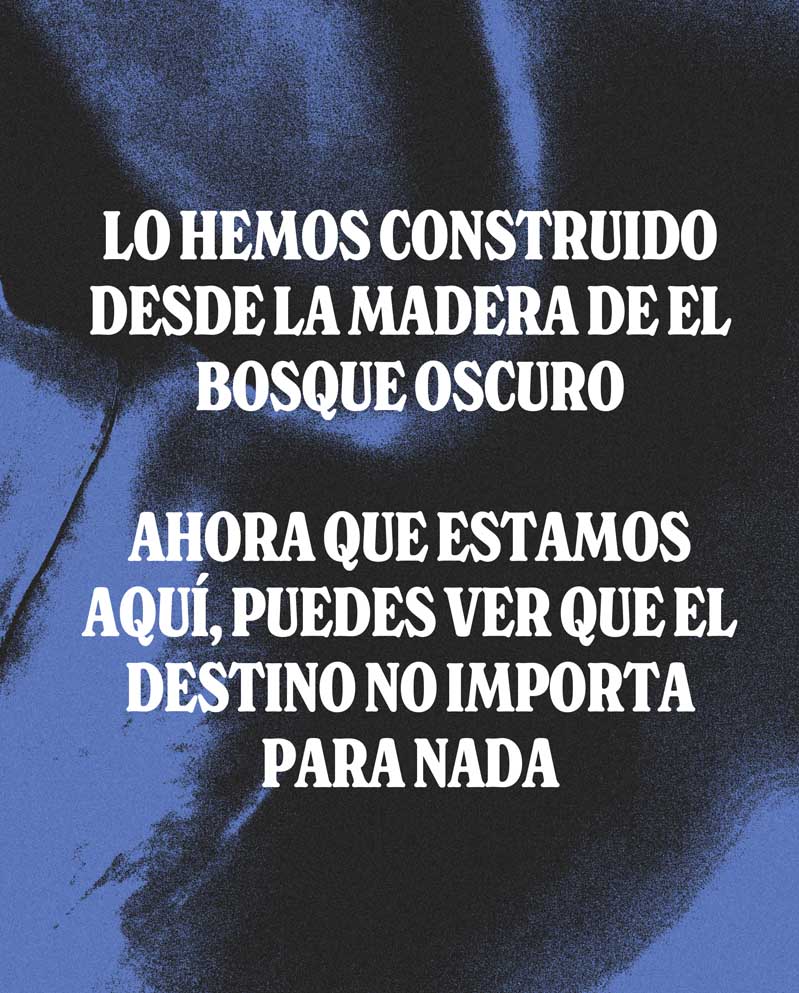 LO HEMOS CONSTRUIDO
DESDE LA MADERA DE EL
BOSQUE OSCURO
AHORA QUE ESTAMOS
AQUÍ, PUEDES VER QUE EL
DESTINO NO IMPORTA
PARA NADA